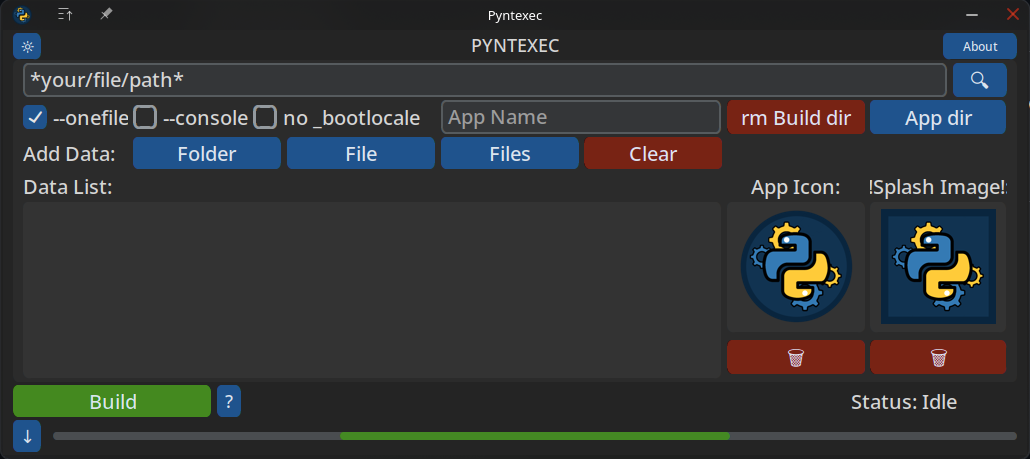 Pyntexec
PYNTEXEC
About
*your/file/path*
--onefile --console no _bootlocale App Name rm Build dir App dir
Add Data: Folder File Files Clear
Data List: App Icon: !Splash Image!:
Build ? Status: Idle